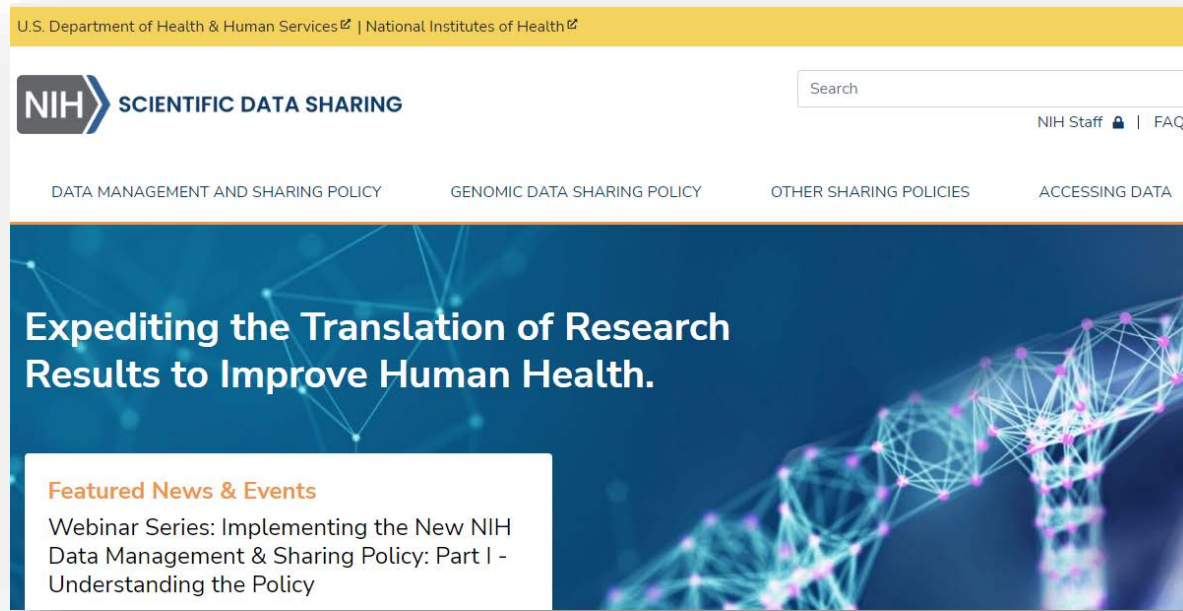 U.S. Department of Health & Human Services | National Institutes of Health
NIH SCIENTIFIC DATA SHARING
Search
NIH Staff | FAQ
DATA MANAGEMENT AND SHARING POLICY GENOMIC DATA SHARING POLICY OTHER SHARING POLICIES ACCESSING DATA
Expediting the Translation of Research
Results to Improve Human Health.
Featured News & Events
Webinar Series: Implementing the New NIH
Data Management & Sharing Policy: Part I -
Understanding the Policy